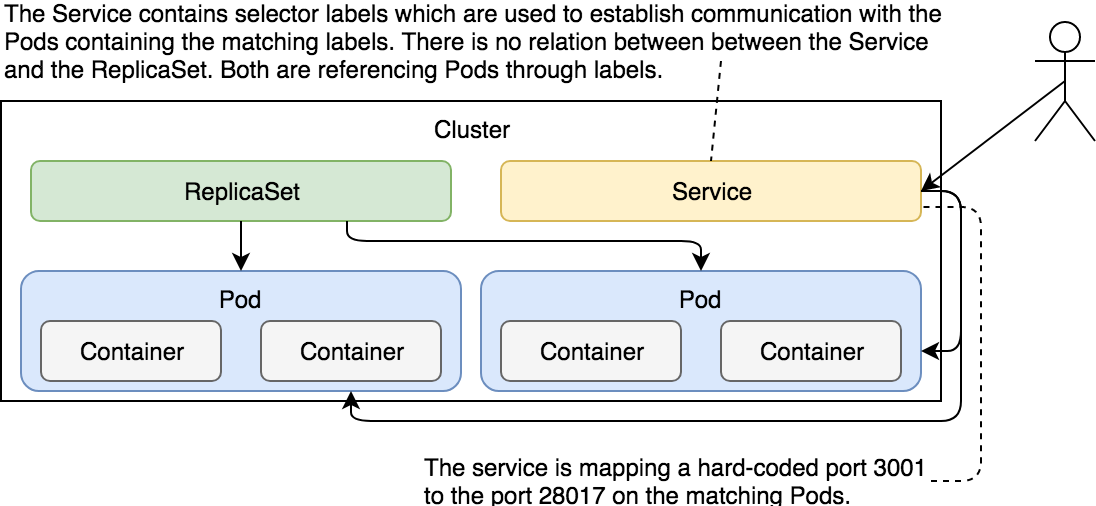 The Service contains selector labels which are used to establish communication with the
Pods containing the matching labels. There is no relation between between the Service
and the ReplicaSet. Both are referencing Pods through labels.
Cluster
ReplicaSet
Service
Pod
Pod
Container
Container
Container
Container
The service is mapping a hard-coded port 3001
to the port 28017 on the matching Pods.